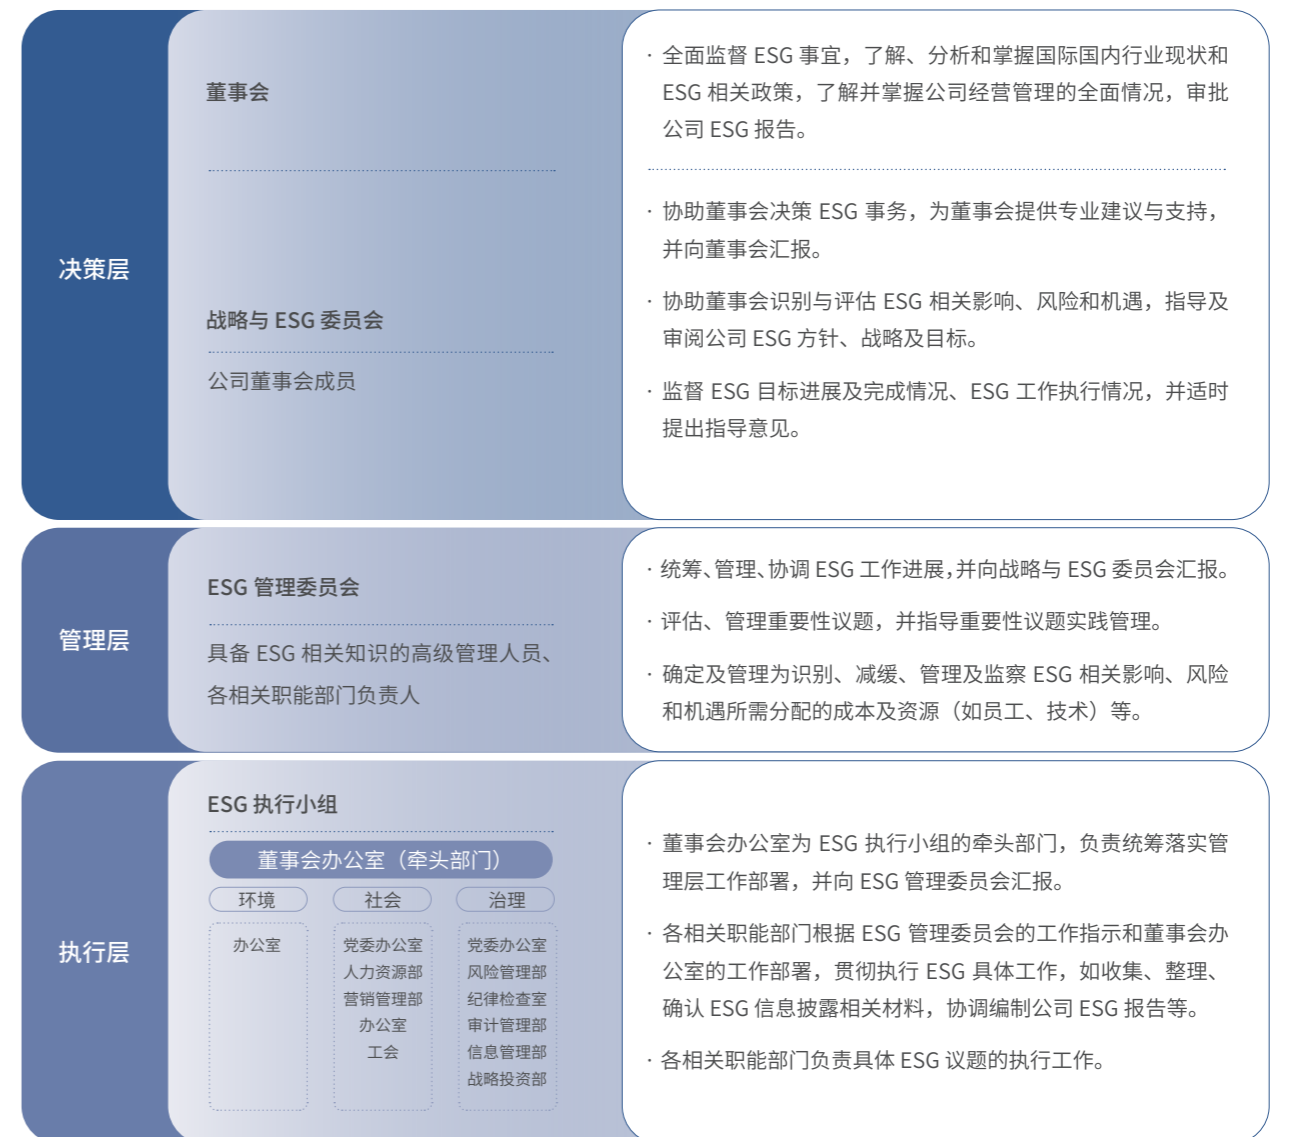 决策层
董事会
· 全面监督 ESG 事宜，了解、分析和掌握国际国内行业现状和
ESG 相关政策，了解并掌握公司经营管理的全面情况，审批
公司 ESG 报告。
战略与 ESG 委员会
公司董事会成员
· 协助董事会决策 ESG 事务，为董事会提供专业建议与支持，
并向董事会汇报。
· 协助董事会识别与评估 ESG 相关影响、风险和机遇，指导及
审阅公司 ESG 方针、战略及目标。
· 监督 ESG 目标进展及完成情况、ESG 工作执行情况，并适时
提出指导意见。
管理层
ESG 管理委员会
具备 ESG 相关知识的高级管理人员、
各相关职能部门负责人
· 统筹、管理、协调 ESG 工作进展，并向战略与 ESG 委员会汇报。
· 评估、管理重要性议题，并指导重要性议题实践管理。
· 确定及管理为识别、减缓、管理及监察 ESG 相关影响、风险
和机遇所需分配的成本及资源（如员工、技术）等。
执行层
ESG 执行小组
董事会办公室（牵头部门）
环境
办公室
社会
党委办公室
人力资源部
营销管理部
办公室
工会
治理
党委办公室
风险管理部
纪律检查室
审计管理部
信息管理部
战略投资部
· 董事会办公室为 ESG 执行小组的牵头部门，负责统筹落实管
理层工作部署，并向 ESG 管理委员会汇报。
· 各相关职能部门根据 ESG 管理委员会的工作指示和董事会办
公室的工作部署，贯彻执行 ESG 具体工作，如收集、整理、
确认 ESG 信息披露相关材料，协调编制公司 ESG 报告等。
· 各相关职能部门负责具体 ESG 议题的执行工作。